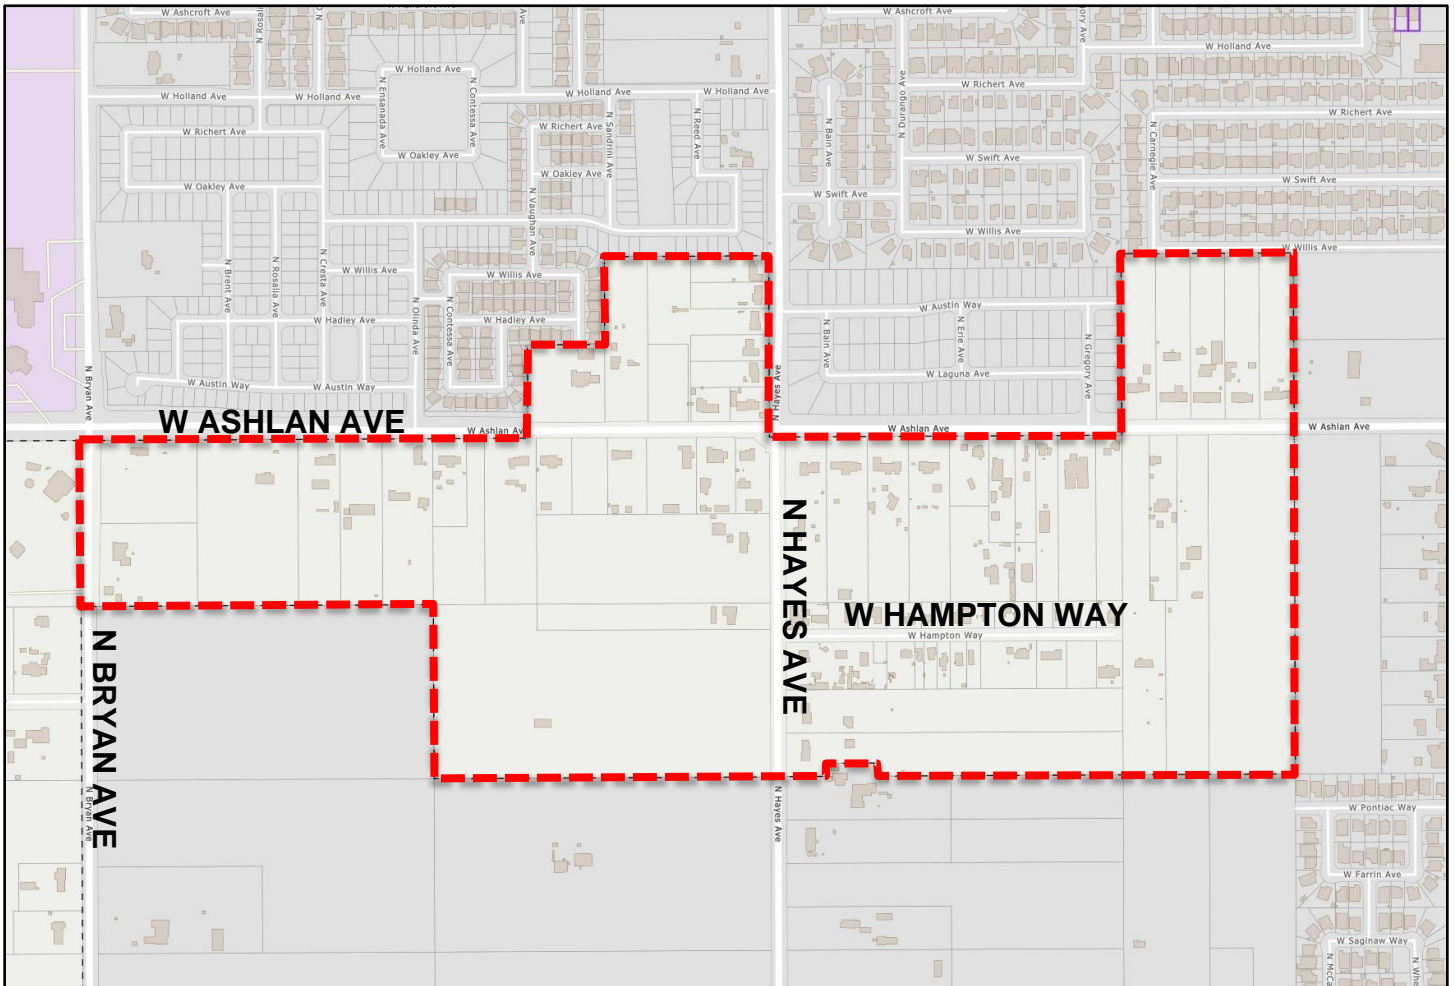 W Ashcroft Ave
W Ashcroft Ave
W Holland Ave
W Holland Ave
W Richert Ave
W Holland Ave
W Holland Ave
W Holland Ave
W Holland Ave
N Ensanada Ave
N Contessa Ave
N Sandrini Ave
N Reed Ave
N Bain Ave
N Durango Ave
N Carnegie Ave
W Richert Ave
W Richert Ave
W Richert Ave
W Oakley Ave
W Swift Ave
W Oakley Ave
W Swift Ave
W Oakley Ave
W Swift Ave
N Vaughan Ave
W Willis Ave
W Willis Ave
N Brent Ave
N Rosalia Ave
N Cresta Ave
W Willis Ave
W Willis Ave
N Olinda Ave
N Contessa Ave
W Austin Way
W Hadley Ave
W Hadley Ave
N Bain Ave
N Erie Ave
N Gregory Ave
W Laguna Ave
W Austin Way
W Austin Way
N Bryan Ave
N Hayes Ave
W ASHLAN AVE
W Ashlan Ave
W Ashlan Ave
W Ashlan Ave
N HAYES AVE
W HAMPTON WAY
W Hampton Way
N BRYAN AVE
N Bryan Ave
N Hayes Ave
W Pontiac Way
W Farrin Ave
W Saginaw Way